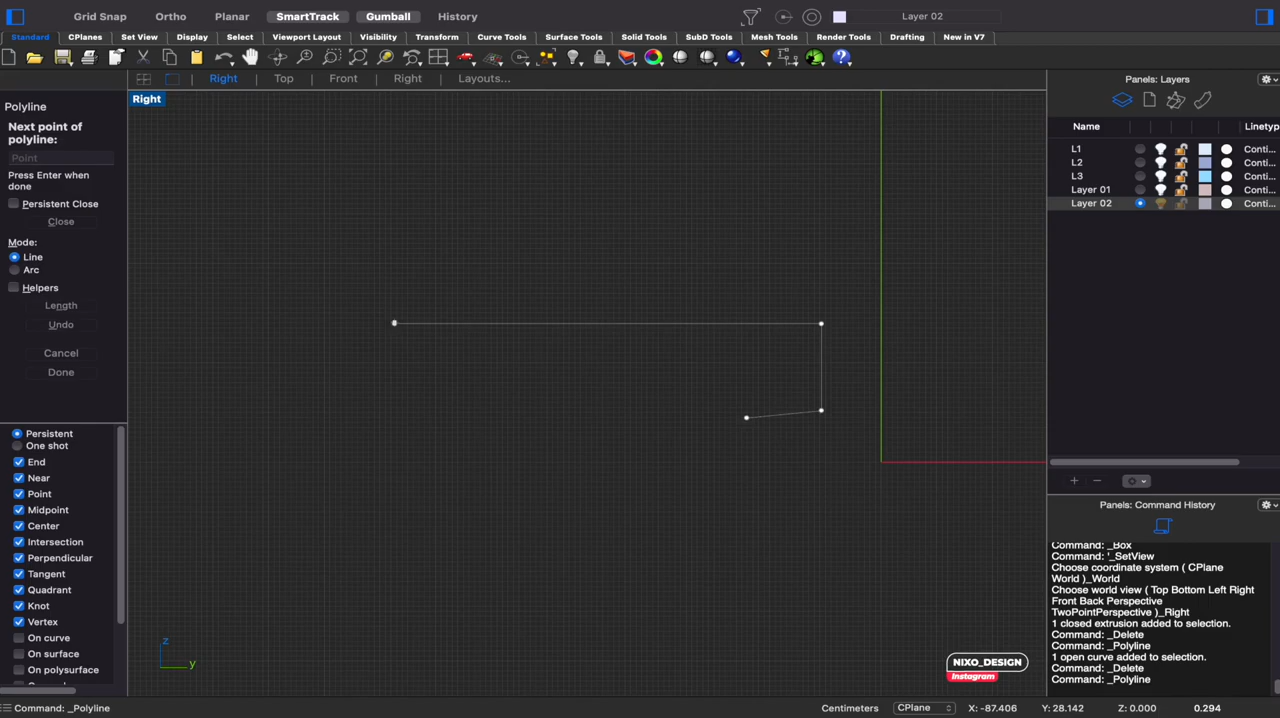 Grid Snap Ortho Planar SmartTrack Gumball History Layer 02
Standard CPlanes Set View Display Select Viewport Layout Visibility Transform Curve Tools Surface Tools Solid Tools SubD Tools Mesh Tools Render Tools Drafting New in V7
Right Top Front Right Layouts...
Right
Polyline
Next point of
polyline:
Point
Press Enter when
done
Persistent Close
Close
Mode:
Line
Arc
Helpers
Length
Undo
Cancel
Done
Persistent
One shot
End
Near
Point
Midpoint
Center
Intersection
Perpendicular
Tangent
Quadrant
Knot
Vertex
On curve
On surface
On polysurface
z
y
NIXO_DESIGN
Instagram
Panels: Layers
Name Linetyp
L1 Conti...
L2 Conti...
L3 Conti...
Layer 01 Conti...
Layer 02 Conti...
Panels: Command History
Command: _Box
Command: '_SetView
Choose coordinate system ( CPlane
World )_World
Choose world view ( Top Bottom Left Right
Front Back Perspective
TwoPointPerspective )_Right
1 closed extrusion added to selection.
Command: _Delete
Command: _Polyline
1 open curve added to selection.
Command: _Delete
Command: _Polyline
Command: _Polyline Centimeters CPlane X: -87.406 Y: 28.142 Z: 0.000 0.294